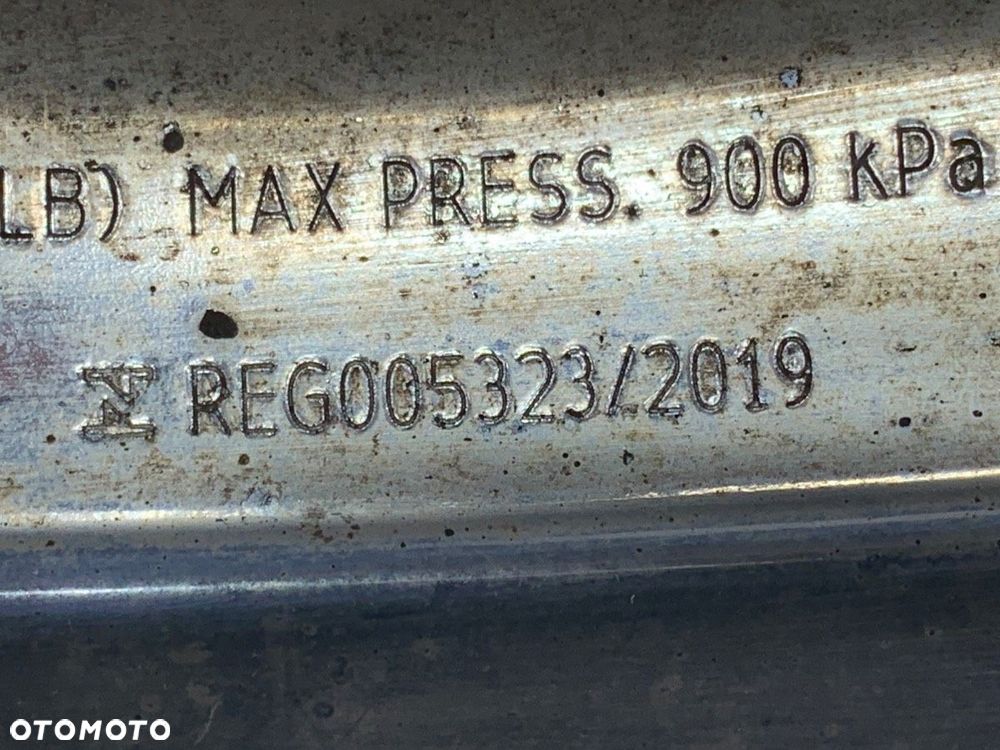 LB) MAX PRESS. 900 kPa
REG005323/2019
OTOMOTO